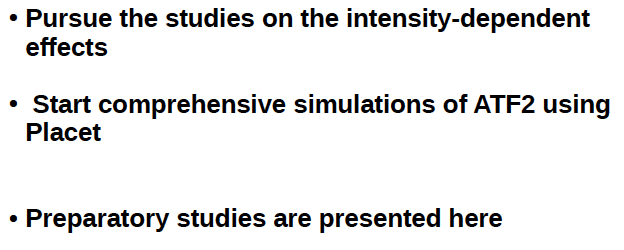 • Pursue the studies on the intensity-dependent
effects
• Start comprehensive simulations of ATF2 using
Placet
• Preparatory studies are presented here